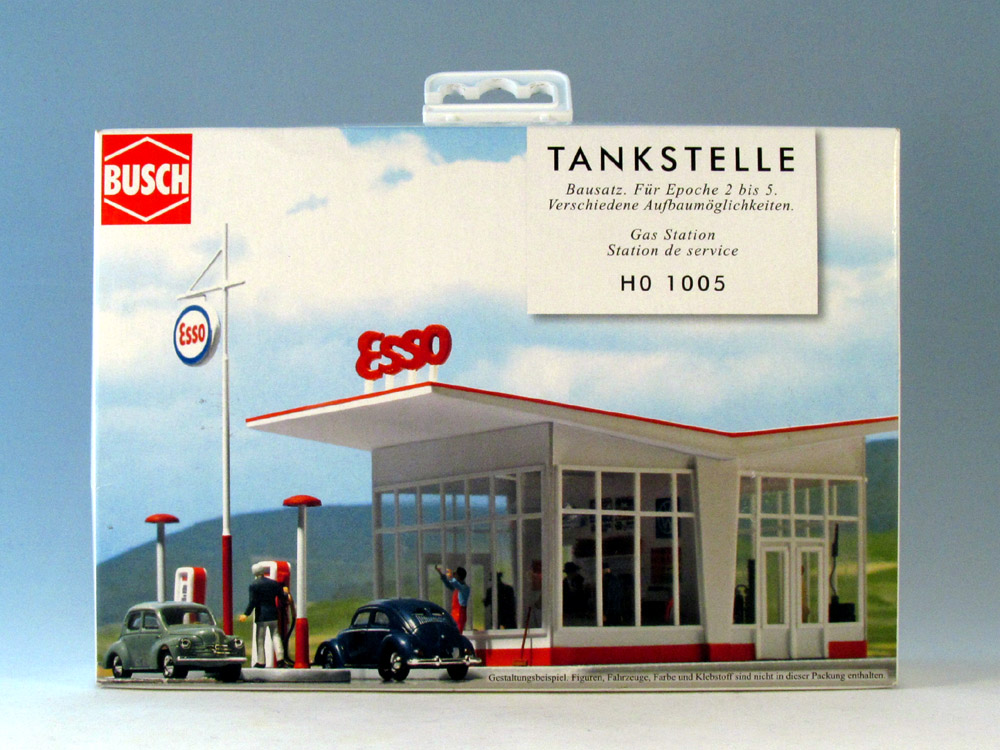 BUSCH
TANKSTELLE
Bausatz. Für Epoche 2 bis 5.
Verschiedene Aufbaumöglichkeiten.
Gas Station
Station de service
H0 1005
Esso
Esso
Gestaltungsbeispiel. Figuren, Fahrzeuge, Farbe und Klebstoff sind nicht in dieser Packung enthalten.